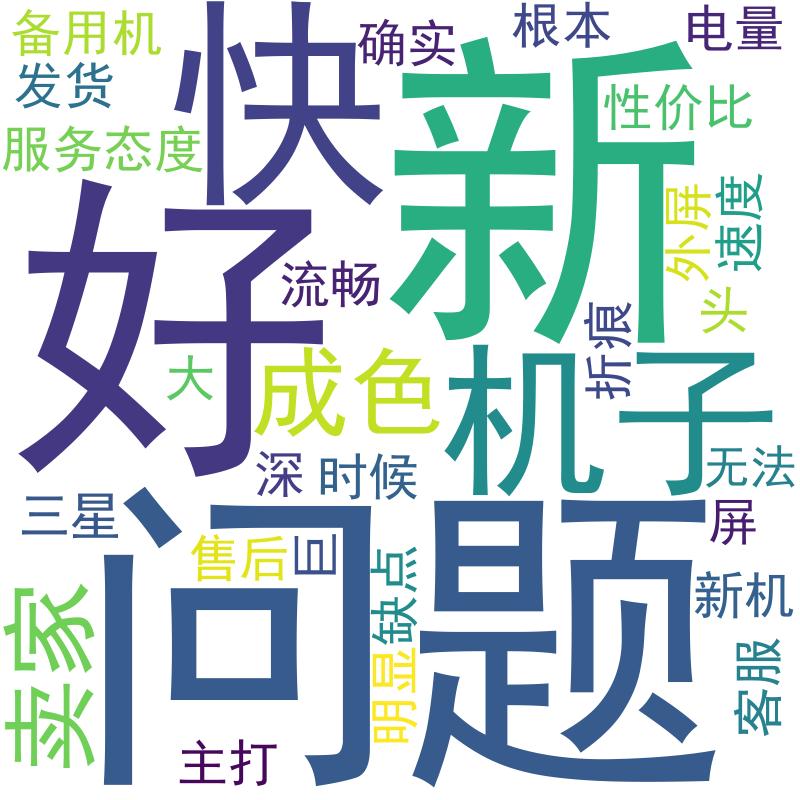 备用机
快
确实
根本
电量
发货
新
性价比
服务态度
好
外屏
速度
流畅
头
折痕
大
成色
机子
深
时候
无法
三星
问题
屏
售后
巨
缺点
新机
卖家
明显
客服
主打